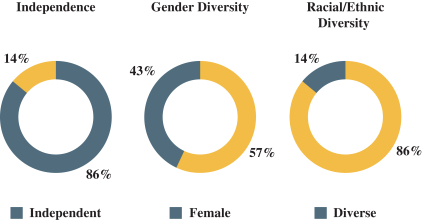 Independence
Gender Diversity
Racial/Ethnic
Diversity
14%
86%
43%
57%
14%
86%
Independent
Female
Diverse